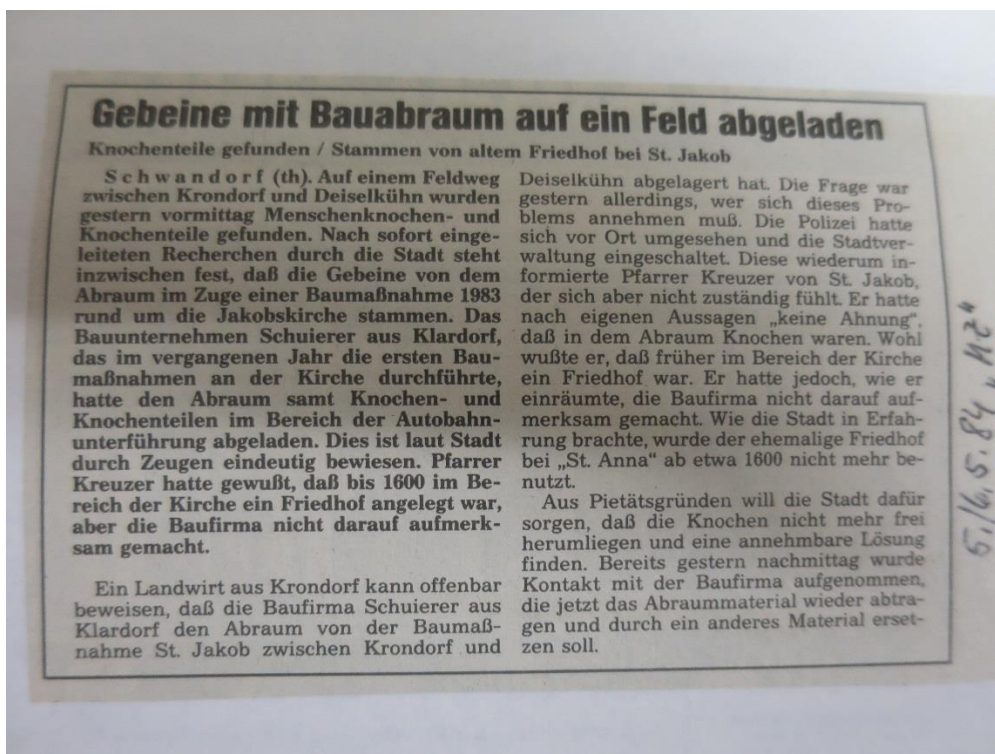 Gebeine mit Bauabraum auf ein Feld abgeladen
Knochenteile gefunden / Stammen von altem Friedhof bei St. Jakob
Schwandorf (th). Auf einem Feldweg
zwischen Krondorf und Deiselkühn wurden
gestern vormittag Menschenknochen- und
Knochenteile gefunden. Nach sofort einge-
leiteten Recherchen durch die Stadt steht
inzwischen fest, daß die Gebeine von dem
Abraum im Zuge einer Baumaßnahme 1983
rund um die Jakobskirche stammen. Das
Bauunternehmen Schuierer aus Klardorf,
das im vergangenen Jahr die ersten Bau-
maßnahmen an der Kirche durchführte,
hatte den Abraum samt Knochen- und
Knochenteilen im Bereich der Autobahn-
unterführung abgeladen. Dies ist laut Stadt
durch Zeugen eindeutig bewiesen. Pfarrer
Kreuzer hatte gewußt, daß bis 1600 im Be-
reich der Kirche ein Friedhof angelegt war,
aber die Baufirma nicht darauf aufmerk-
sam gemacht.
Ein Landwirt aus Krondorf kann offenbar
beweisen, daß die Baufirma Schuierer aus
Klardorf den Abraum von der Baumaß-
nahme St. Jakob zwischen Krondorf und
Deiselkühn abgelagert hat. Die Frage war
gestern allerdings, wer sich dieses Pro-
blems annehmen muß. Die Polizei hatte
sich vor Ort umgesehen und die Stadtver-
waltung eingeschaltet. Diese wiederum in-
formierte Pfarrer Kreuzer von St. Jakob,
der sich aber nicht zuständig fühlt. Er hatte
nach eigenen Aussagen „keine Ahnung“,
daß in dem Abraum Knochen waren. Wohl
wußte er, daß früher im Bereich der Kirche
ein Friedhof war. Er hatte jedoch, wie er
einräumte, die Baufirma nicht darauf auf-
merksam gemacht. Wie die Stadt in Erfah-
rung brachte, wurde der ehemalige Friedhof
bei „St. Anna“ ab etwa 1600 nicht mehr be-
nutzt.
Aus Pietätsgründen will die Stadt dafür
sorgen, daß die Knochen nicht mehr frei
herumliegen und eine annehmbare Lösung
finden. Bereits gestern nachmittag wurde
Kontakt mit der Baufirma aufgenommen,
die jetzt das Abraummaterial wieder abtra-
gen und durch ein anderes Material erset-
zen soll.
5./6.5.84